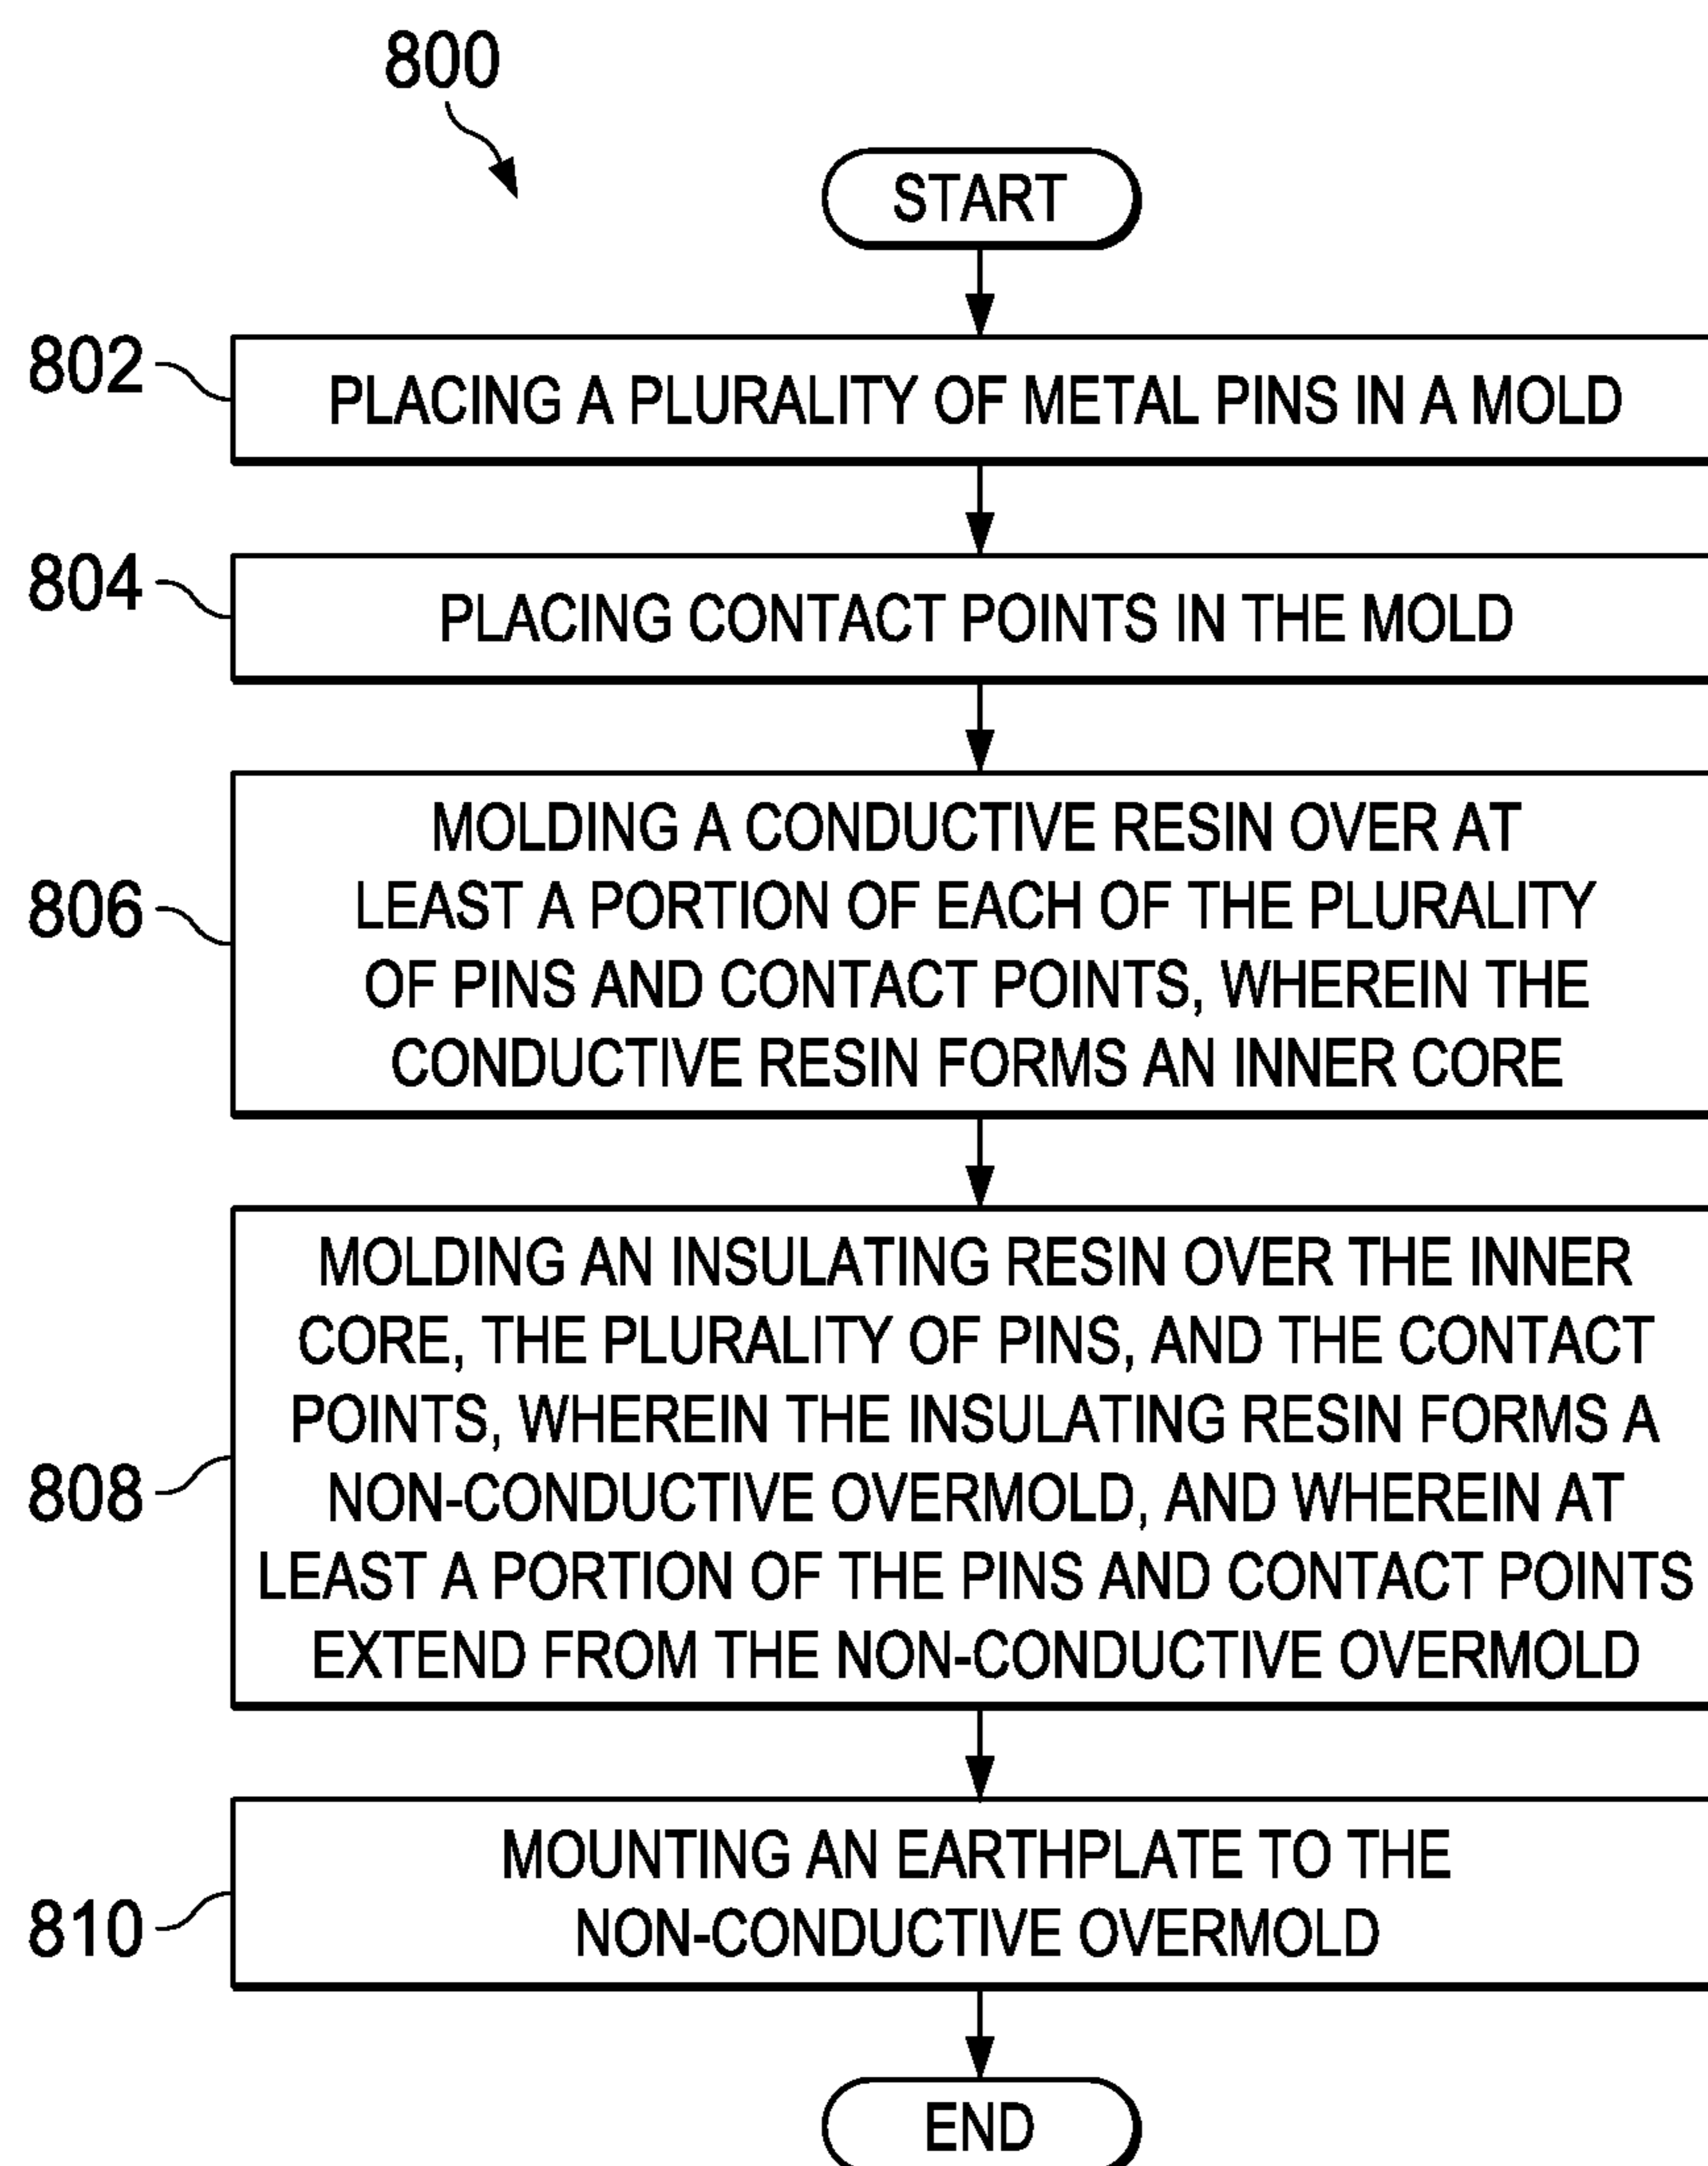 800
START
802
PLACING A PLURALITY OF METAL PINS IN A MOLD
804
PLACING CONTACT POINTS IN THE MOLD
806
MOLDING A CONDUCTIVE RESIN OVER AT
LEAST A PORTION OF EACH OF THE PLURALITY
OF PINS AND CONTACT POINTS, WHEREIN THE
CONDUCTIVE RESIN FORMS AN INNER CORE
808
MOLDING AN INSULATING RESIN OVER THE INNER
CORE, THE PLURALITY OF PINS, AND THE CONTACT
POINTS, WHEREIN THE INSULATING RESIN FORMS A
NON-CONDUCTIVE OVERMOLD, AND WHEREIN AT
LEAST A PORTION OF THE PINS AND CONTACT POINTS
EXTEND FROM THE NON-CONDUCTIVE OVERMOLD
810
MOUNTING AN EARTHPLATE TO THE
NON-CONDUCTIVE OVERMOLD
END